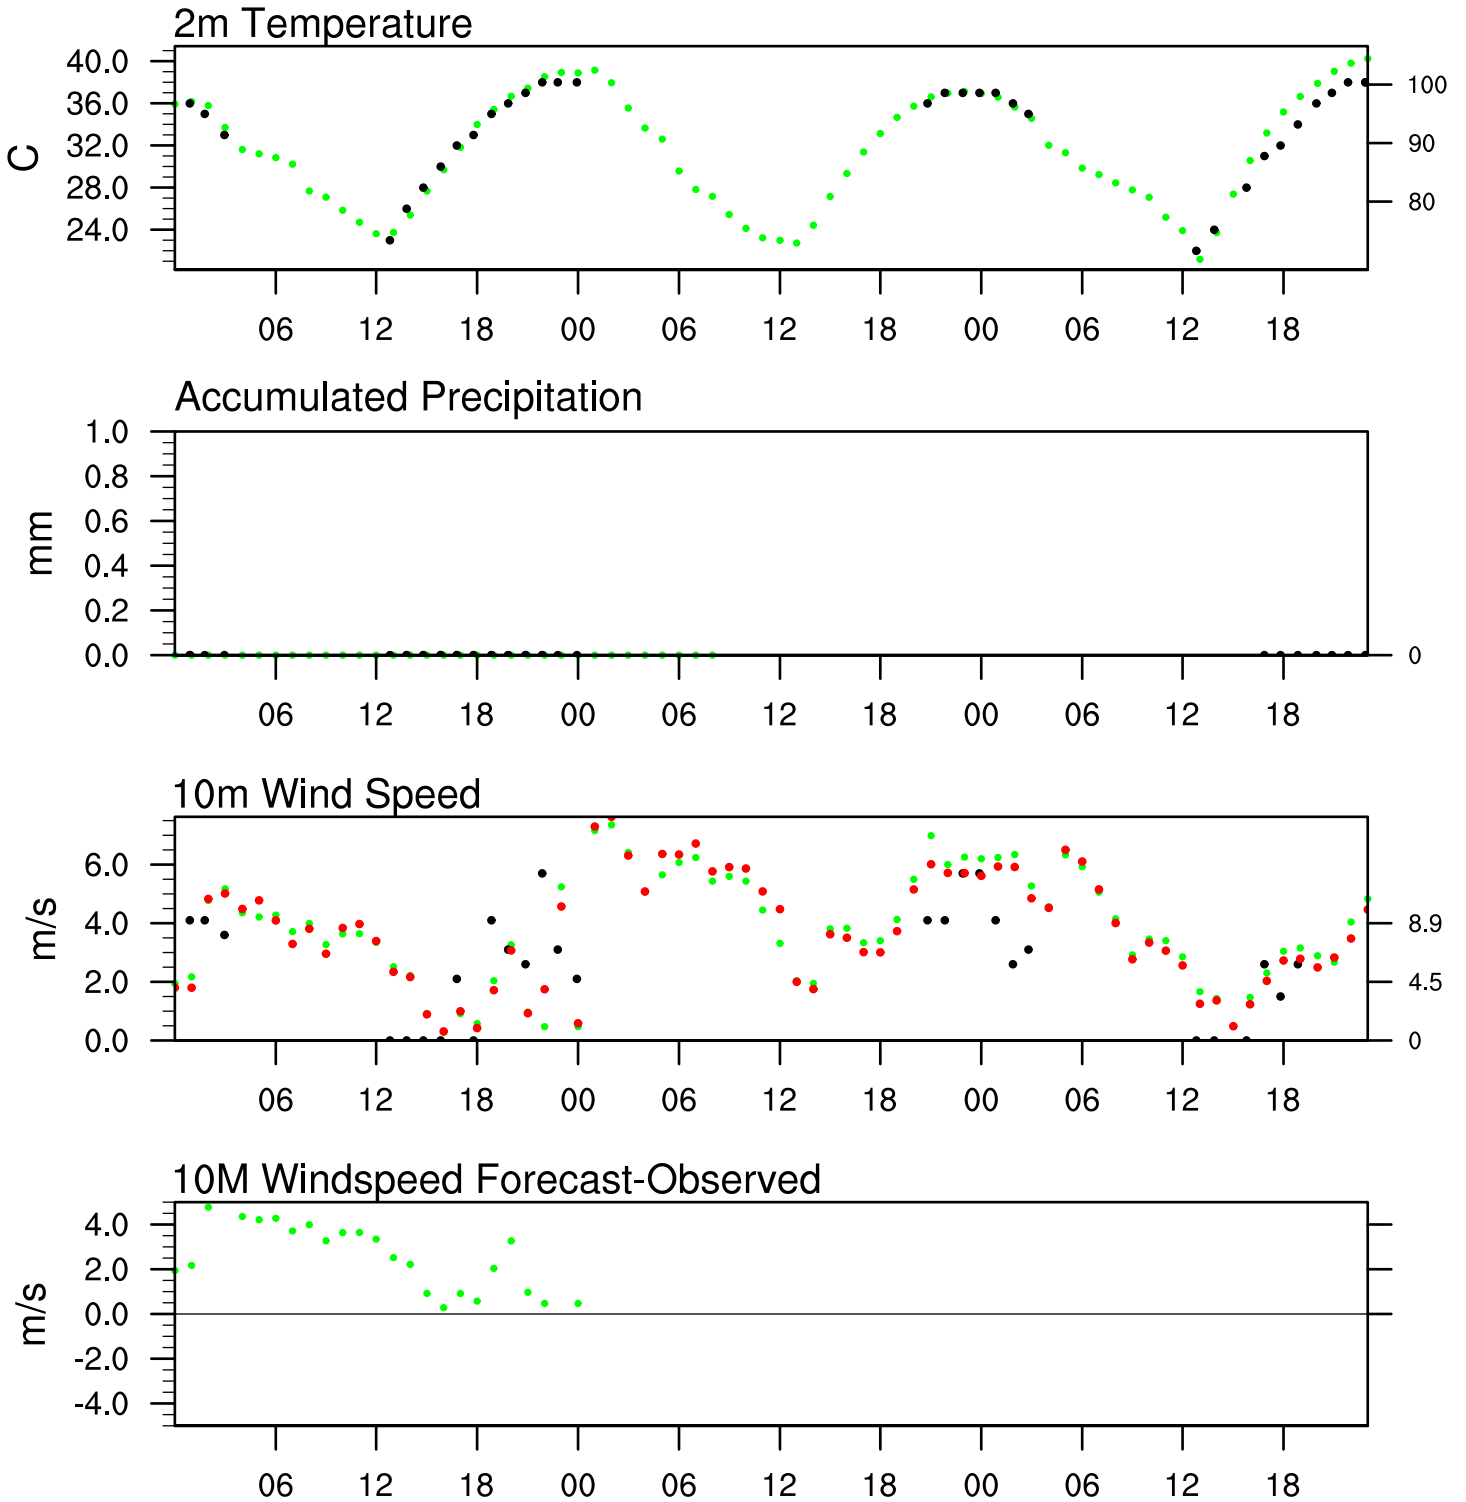 2m Temperature
40.0
36.0
32.0
28.0
24.0
C
100
90
80
06 12 18 00 06 12 18 00 06 12 18
Accumulated Precipitation
1.0
0.8
0.6
0.4
0.2
0.0
mm
0
06 12 18 00 06 12 18 00 06 12 18
10m Wind Speed
6.0
4.0
2.0
0.0
m/s
8.9
4.5
0
06 12 18 00 06 12 18 00 06 12 18
10M Windspeed Forecast-Observed
4.0
2.0
0.0
-2.0
-4.0
m/s
06 12 18 00 06 12 18 00 06 12 18